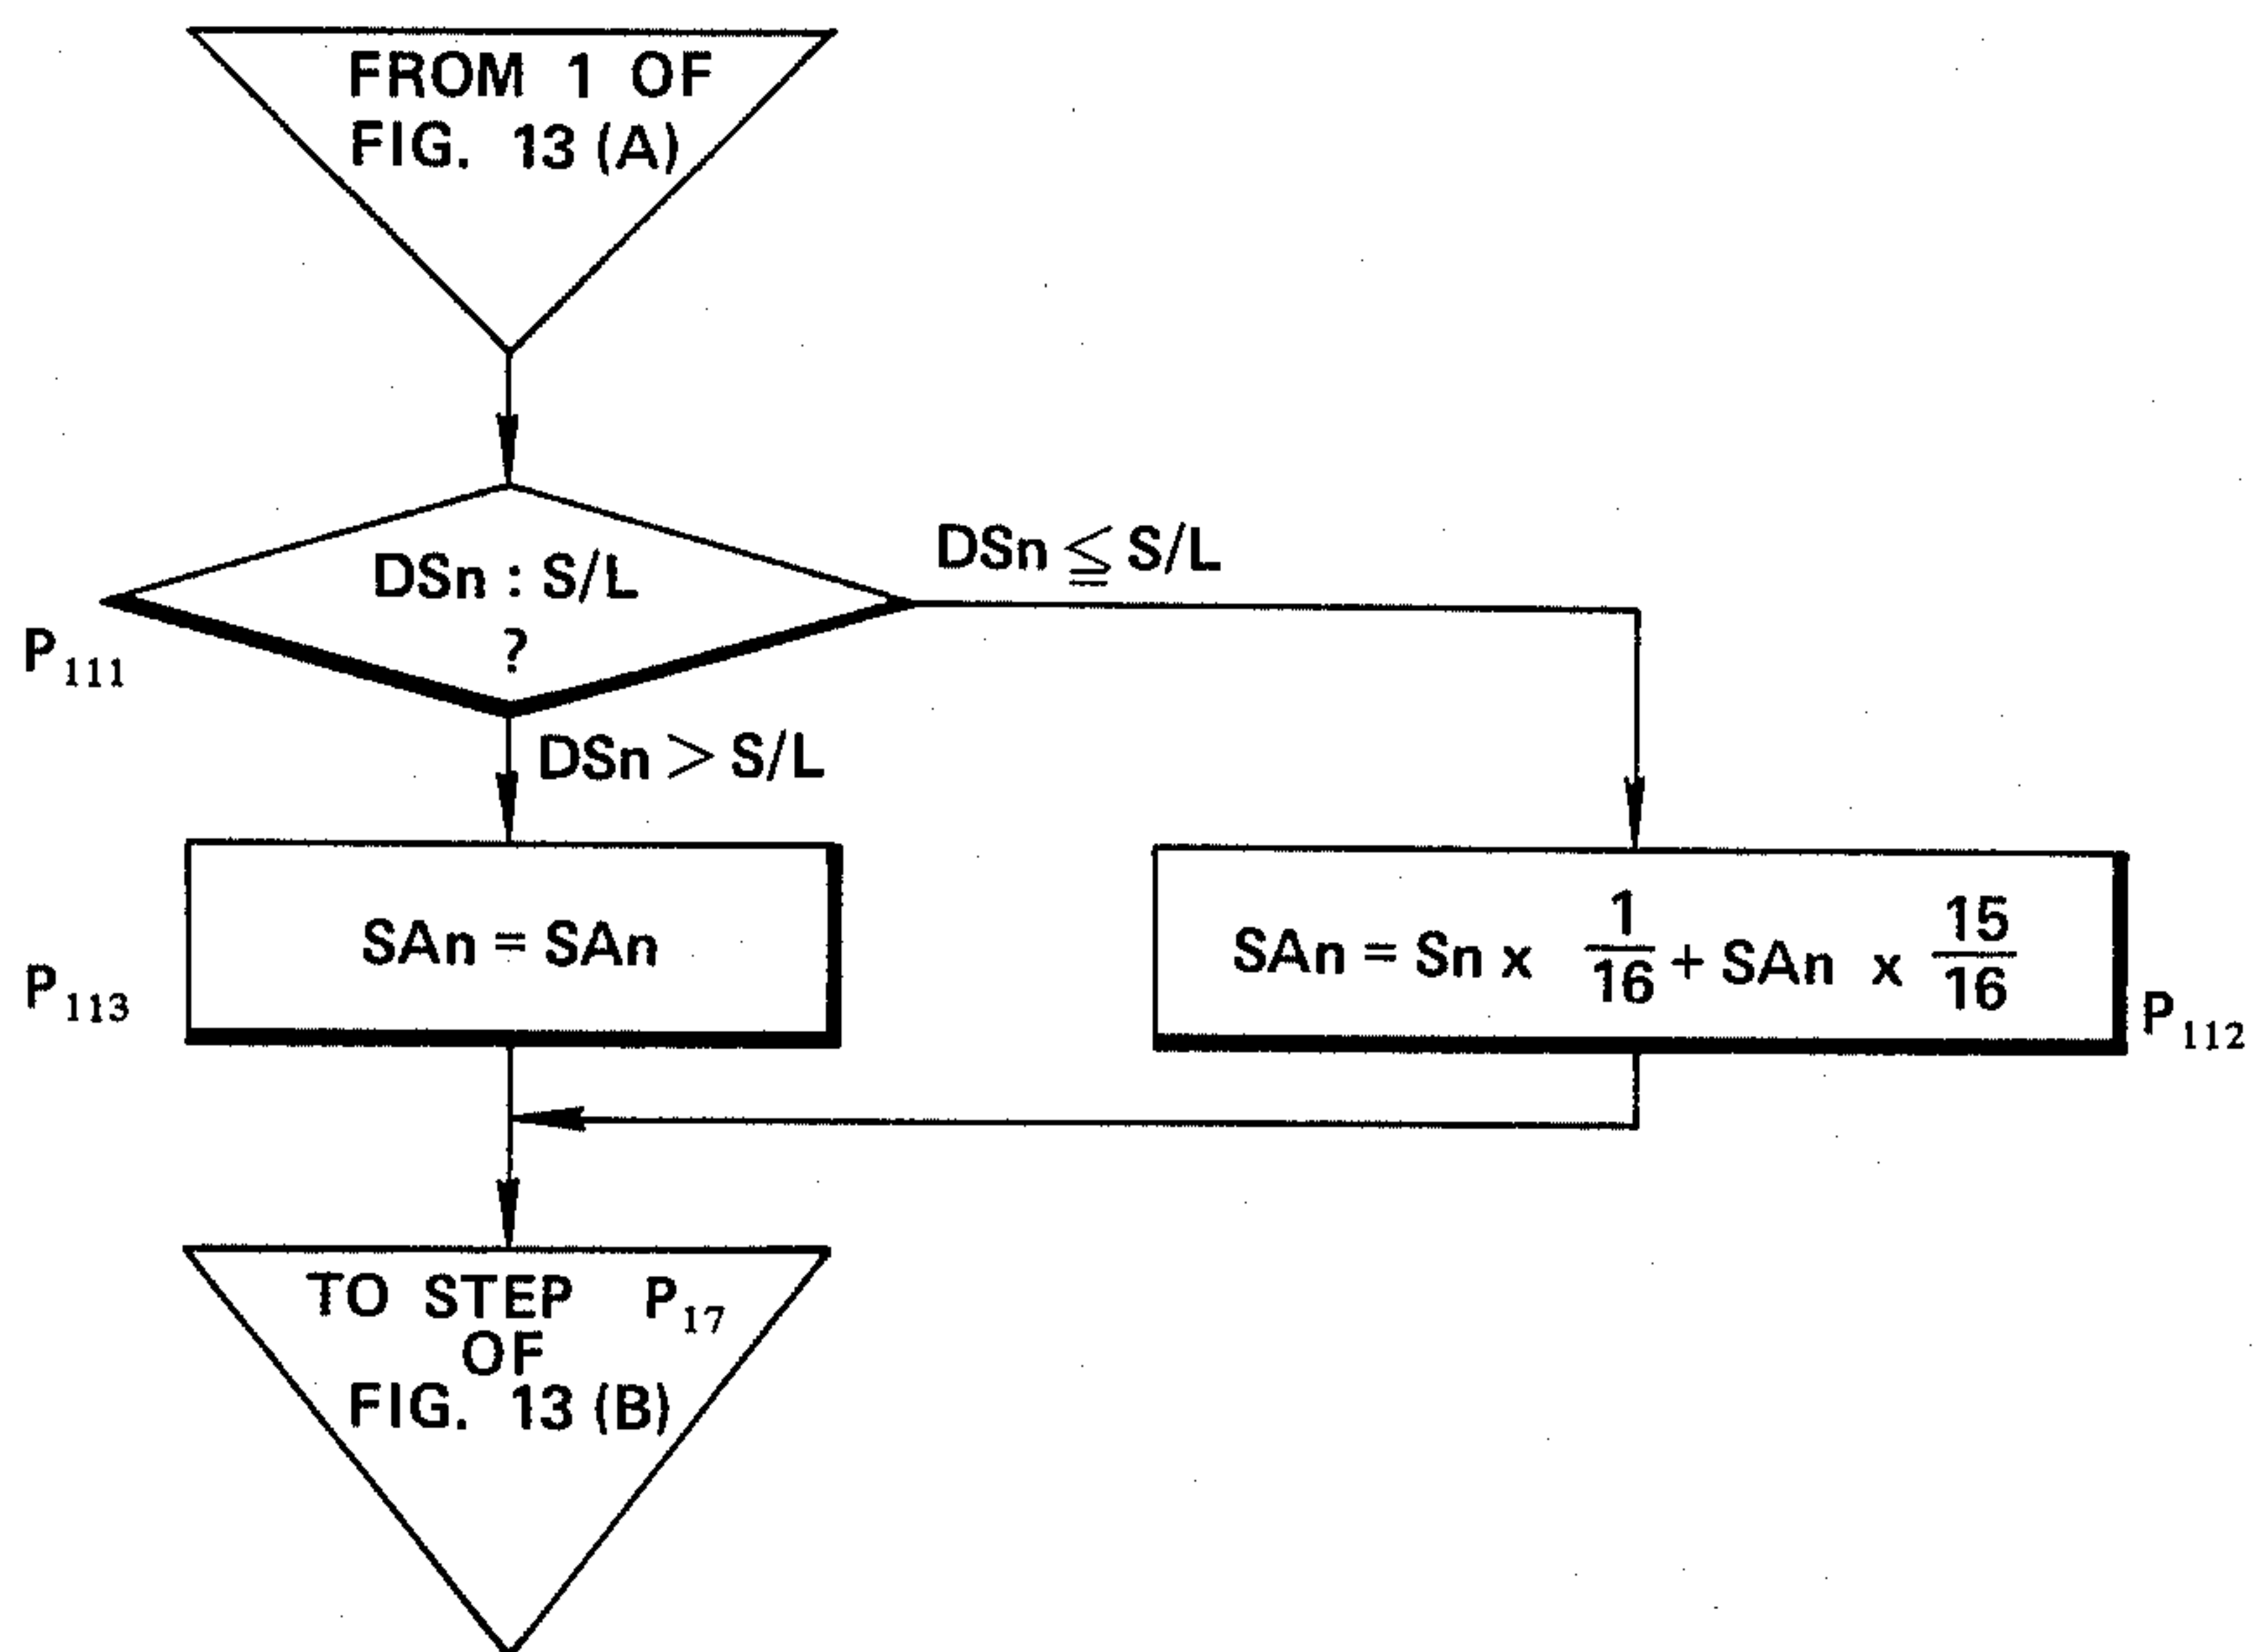 FROM 1 OF
FIG. 13 (A)
DSn : S/L
?
P111
DSn ≦ S/L
DSn > S/L
SAn = SAn
P113
SAn = Sn x 1/16 + SAn x 15/16
P112
TO STEP P17
OF
FIG. 13 (B)